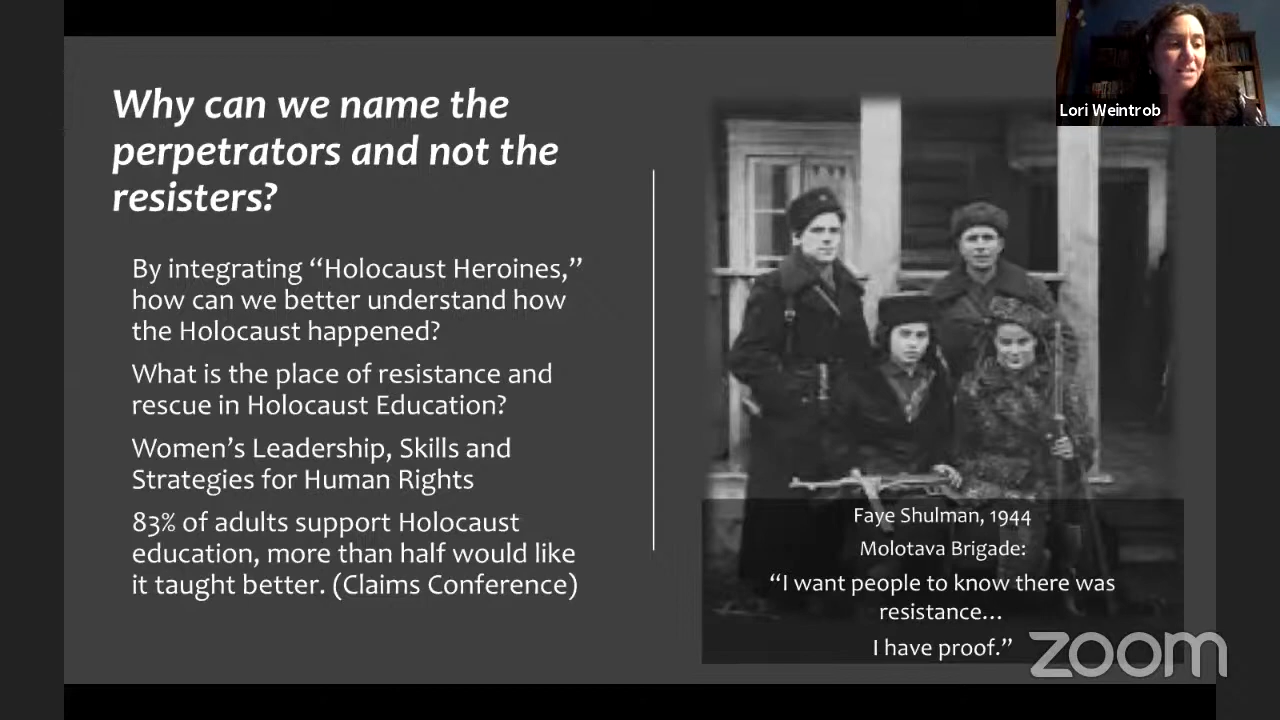 Why can we name the
perpetrators and not the
resisters?
By integrating “Holocaust Heroines,”
how can we better understand how
the Holocaust happened?
What is the place of resistance and
rescue in Holocaust Education?
Women’s Leadership, Skills and
Strategies for Human Rights
83% of adults support Holocaust
education, more than half would like
it taught better. (Claims Conference)
Lori Weintrob
Faye Shulman, 1944
Molotava Brigade:
“I want people to know there was
resistance...
I have proof.”
zoom